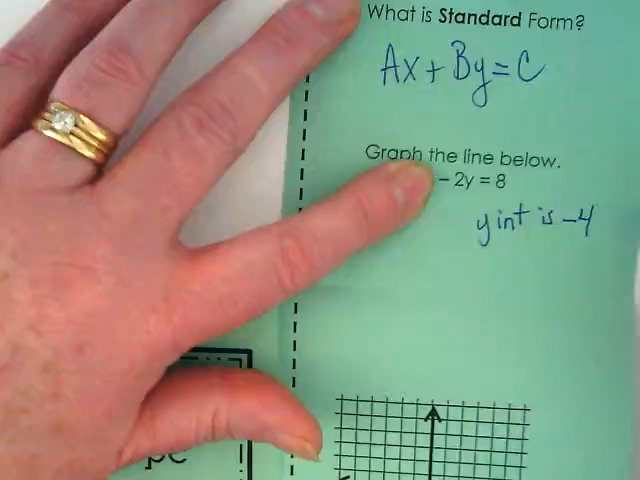 What is Standard Form?
Ax + By = C
Graph the line below.
- 2y = 8
y int is -4